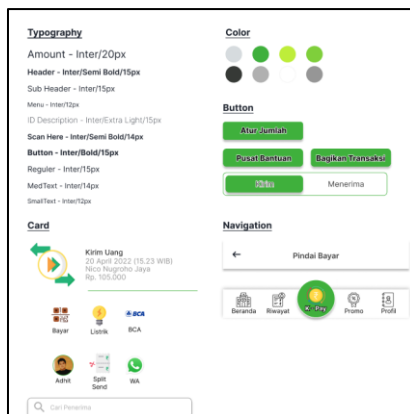 Typography
Amount - Inter/20px
Header - Inter/Semi Bold/15px
Sub Header - Inter/15px
Menu - Inter/12px
ID Description - Inter/Extra Light/15px
Scan Here - Inter/Semi Bold/14px
Button - Inter/Bold/15px
Reguler - Inter/15px
MedText - Inter/14px
SmallText - Inter/12px
Card
Kirim Uang
20 April 2022 (15.23 WIB)
Nico Nugroho Jaya
Rp. 105.000
Bayar
Listrik
BCA
BCA
Adhit
Split Send
WA
Cari Penerima
Color
Button
Atur Jumlah
Pusat Bantuan
Bagikan Transaksi
Kirim
Menerima
Navigation
Pindai Bayar
Beranda
Riwayat
K - Pay
Promo
Profil